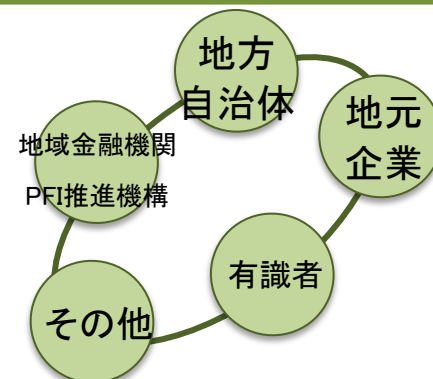 地方
自治体
地元
企業
地域金融機関
PFI推進機構
有識者
その他